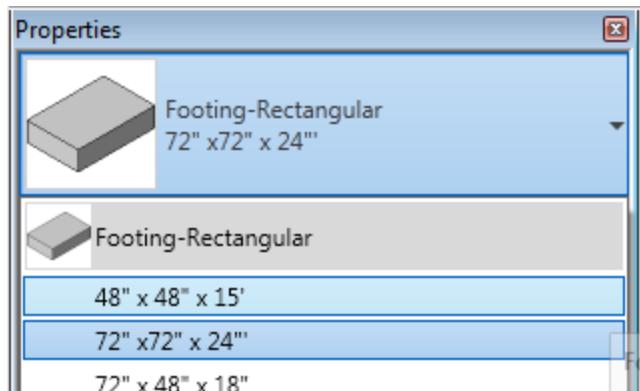 Properties
Footing-Rectangular
72" x72" x 24"'
Footing-Rectangular
48" x 48" x 15'
72" x72" x 24"'
72" x 48" x 18"